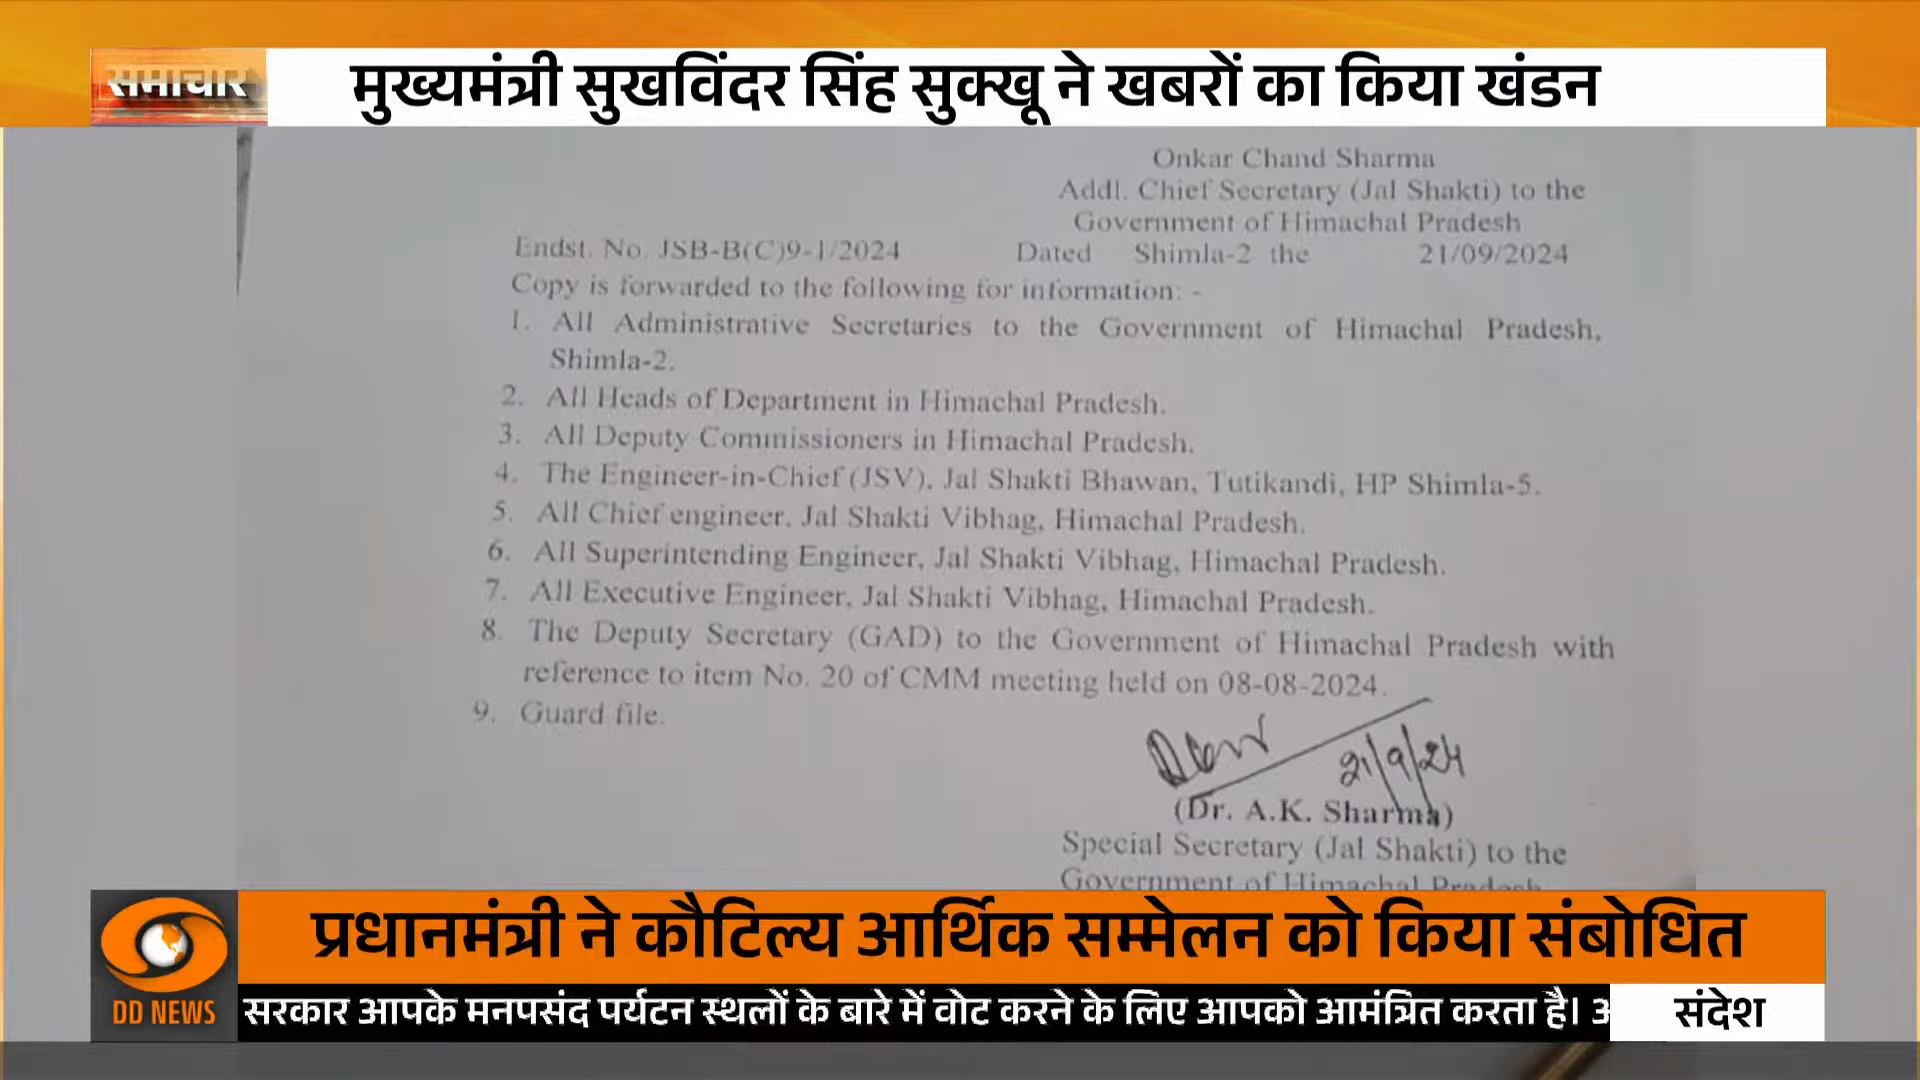 समाचार
मुख्यमंत्री सुखविंदर सिंह सुक्खू ने खबरों का किया खंडन
Onkar Chand Sharma
Addl. Chief Secretary (Jal Shakti) to the
Government of Himachal Pradesh
Endst. No. JSB-B(C)9-1/2024 Dated Shimla-2 the 21/09/2024
Copy is forwarded to the following for information: -
1. All Administrative Secretaries to the Government of Himachal Pradesh,
Shimla-2.
2. All Heads of Department in Himachal Pradesh.
3. All Deputy Commissioners in Himachal Pradesh.
4. The Engineer-in-Chief (JSV), Jal Shakti Bhawan, Tutikandi, HP Shimla-5.
5. All Chief engineer, Jal Shakti Vibhag, Himachal Pradesh.
6. All Superintending Engineer, Jal Shakti Vibhag, Himachal Pradesh.
7. All Executive Engineer, Jal Shakti Vibhag, Himachal Pradesh.
8. The Deputy Secretary (GAD) to the Government of Himachal Pradesh with
reference to item No. 20 of CMM meeting held on 08-08-2024.
9. Guard file.
21/9/24
(Dr. A.K. Sharma)
Special Secretary (Jal Shakti) to the
Government of Himachal Pradesh
प्रधानमंत्री ने कौटिल्य आर्थिक सम्मेलन को किया संबोधित
DD NEWS
सरकार आपके मनपसंद पर्यटन स्थलों के बारे में वोट करने के लिए आपको आमंत्रित करता है।
संदेश